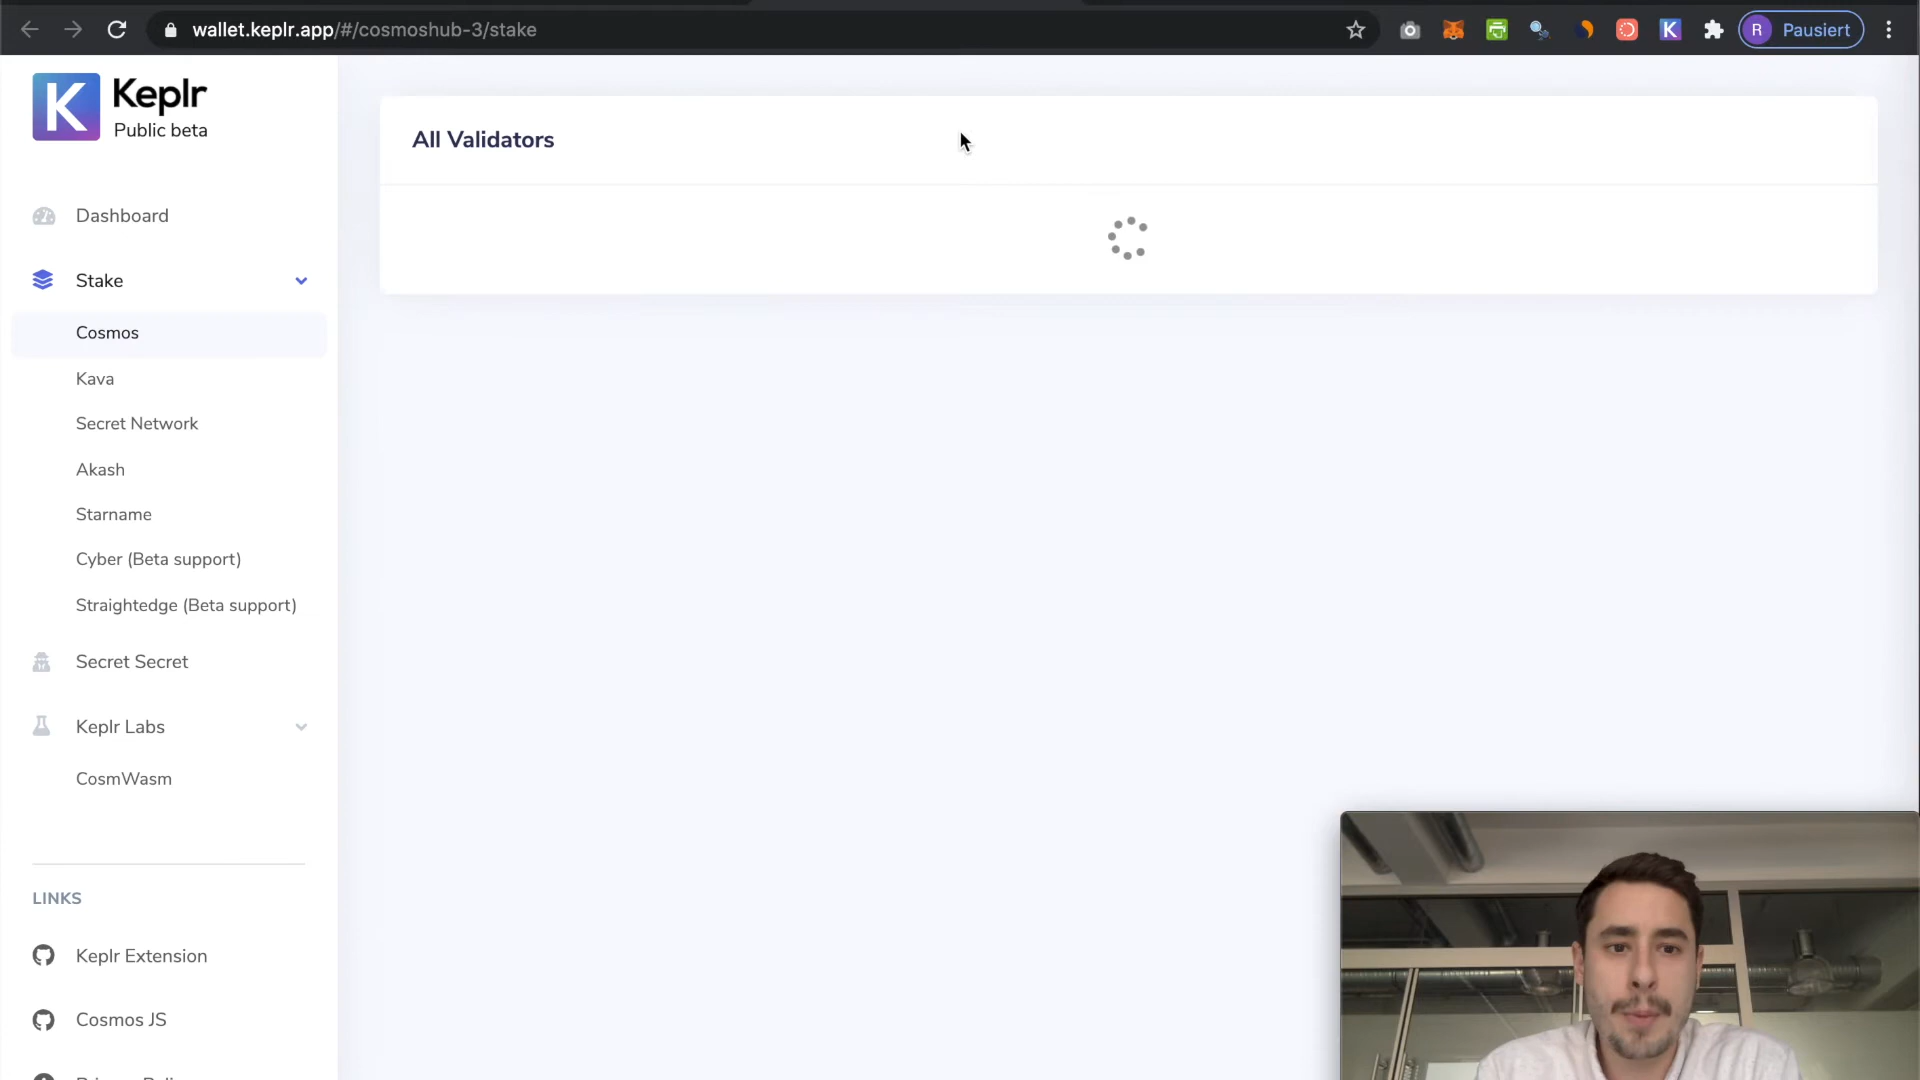 wallet.keplr.app/#/cosmoshub-3/stake
K
R
Pausiert
K
Keplr
Public beta
All Validators
Dashboard
Stake
Cosmos
Kava
Secret Network
Akash
Starname
Cyber (Beta support)
Straightedge (Beta support)
Secret Secret
Keplr Labs
CosmWasm
LINKS
Keplr Extension
Cosmos JS